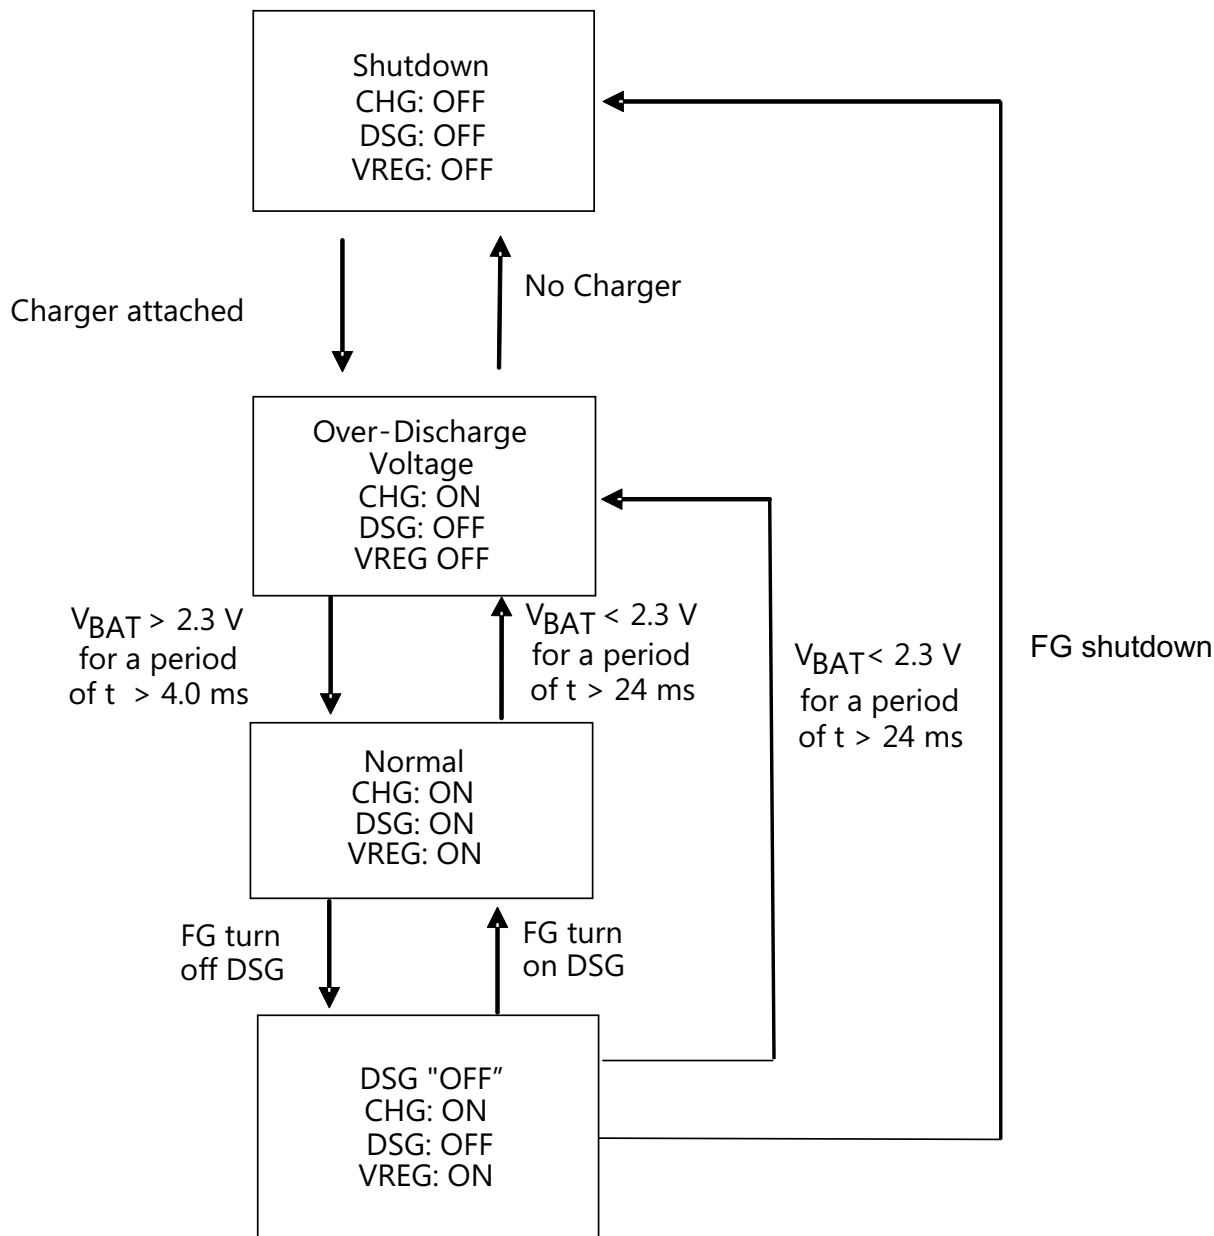 Shutdown
CHG: OFF
DSG: OFF
VREG: OFF
Charger attached
No Charger
Over-Discharge
Voltage
CHG: ON
DSG: OFF
VREG OFF
VBAT > 2.3 V
for a period
of t > 4.0 ms
VBAT < 2.3 V
for a period
of t > 24 ms
VBAT < 2.3 V
for a period
of t > 24 ms
FG shutdown
Normal
CHG: ON
DSG: ON
VREG: ON
FG turn
off DSG
FG turn
on DSG
DSG "OFF”
CHG: ON
DSG: OFF
VREG: ON